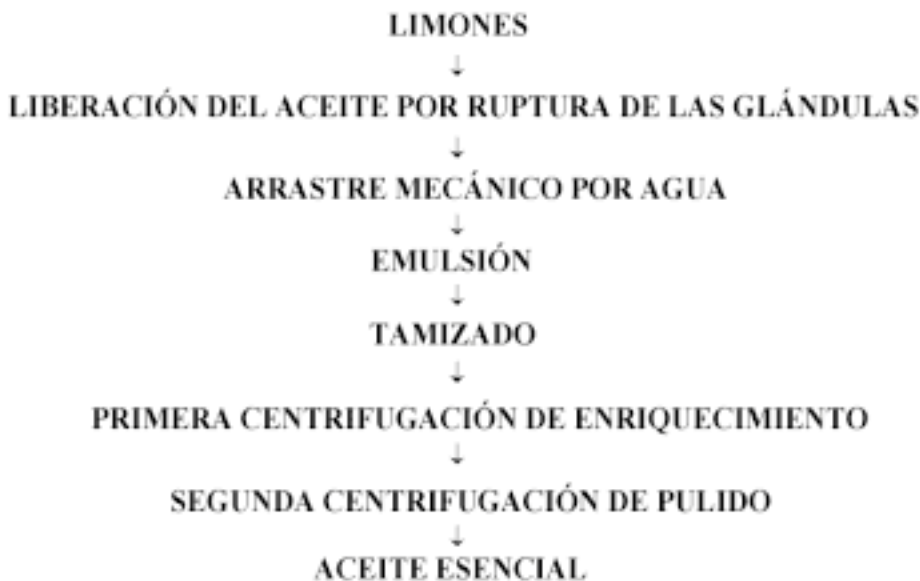 LIMONES
↓
LIBERACIÓN DEL ACEITE POR RUPTURA DE LAS GLÁNDULAS
↓
ARRASTRE MECÁNICO POR AGUA
↓
EMULSIÓN
↓
TAMIZADO
↓
PRIMERA CENTRIFUGACIÓN DE ENRIQUECIMIENTO
↓
SEGUNDA CENTRIFUGACIÓN DE PULIDO
↓
ACEITE ESENCIAL